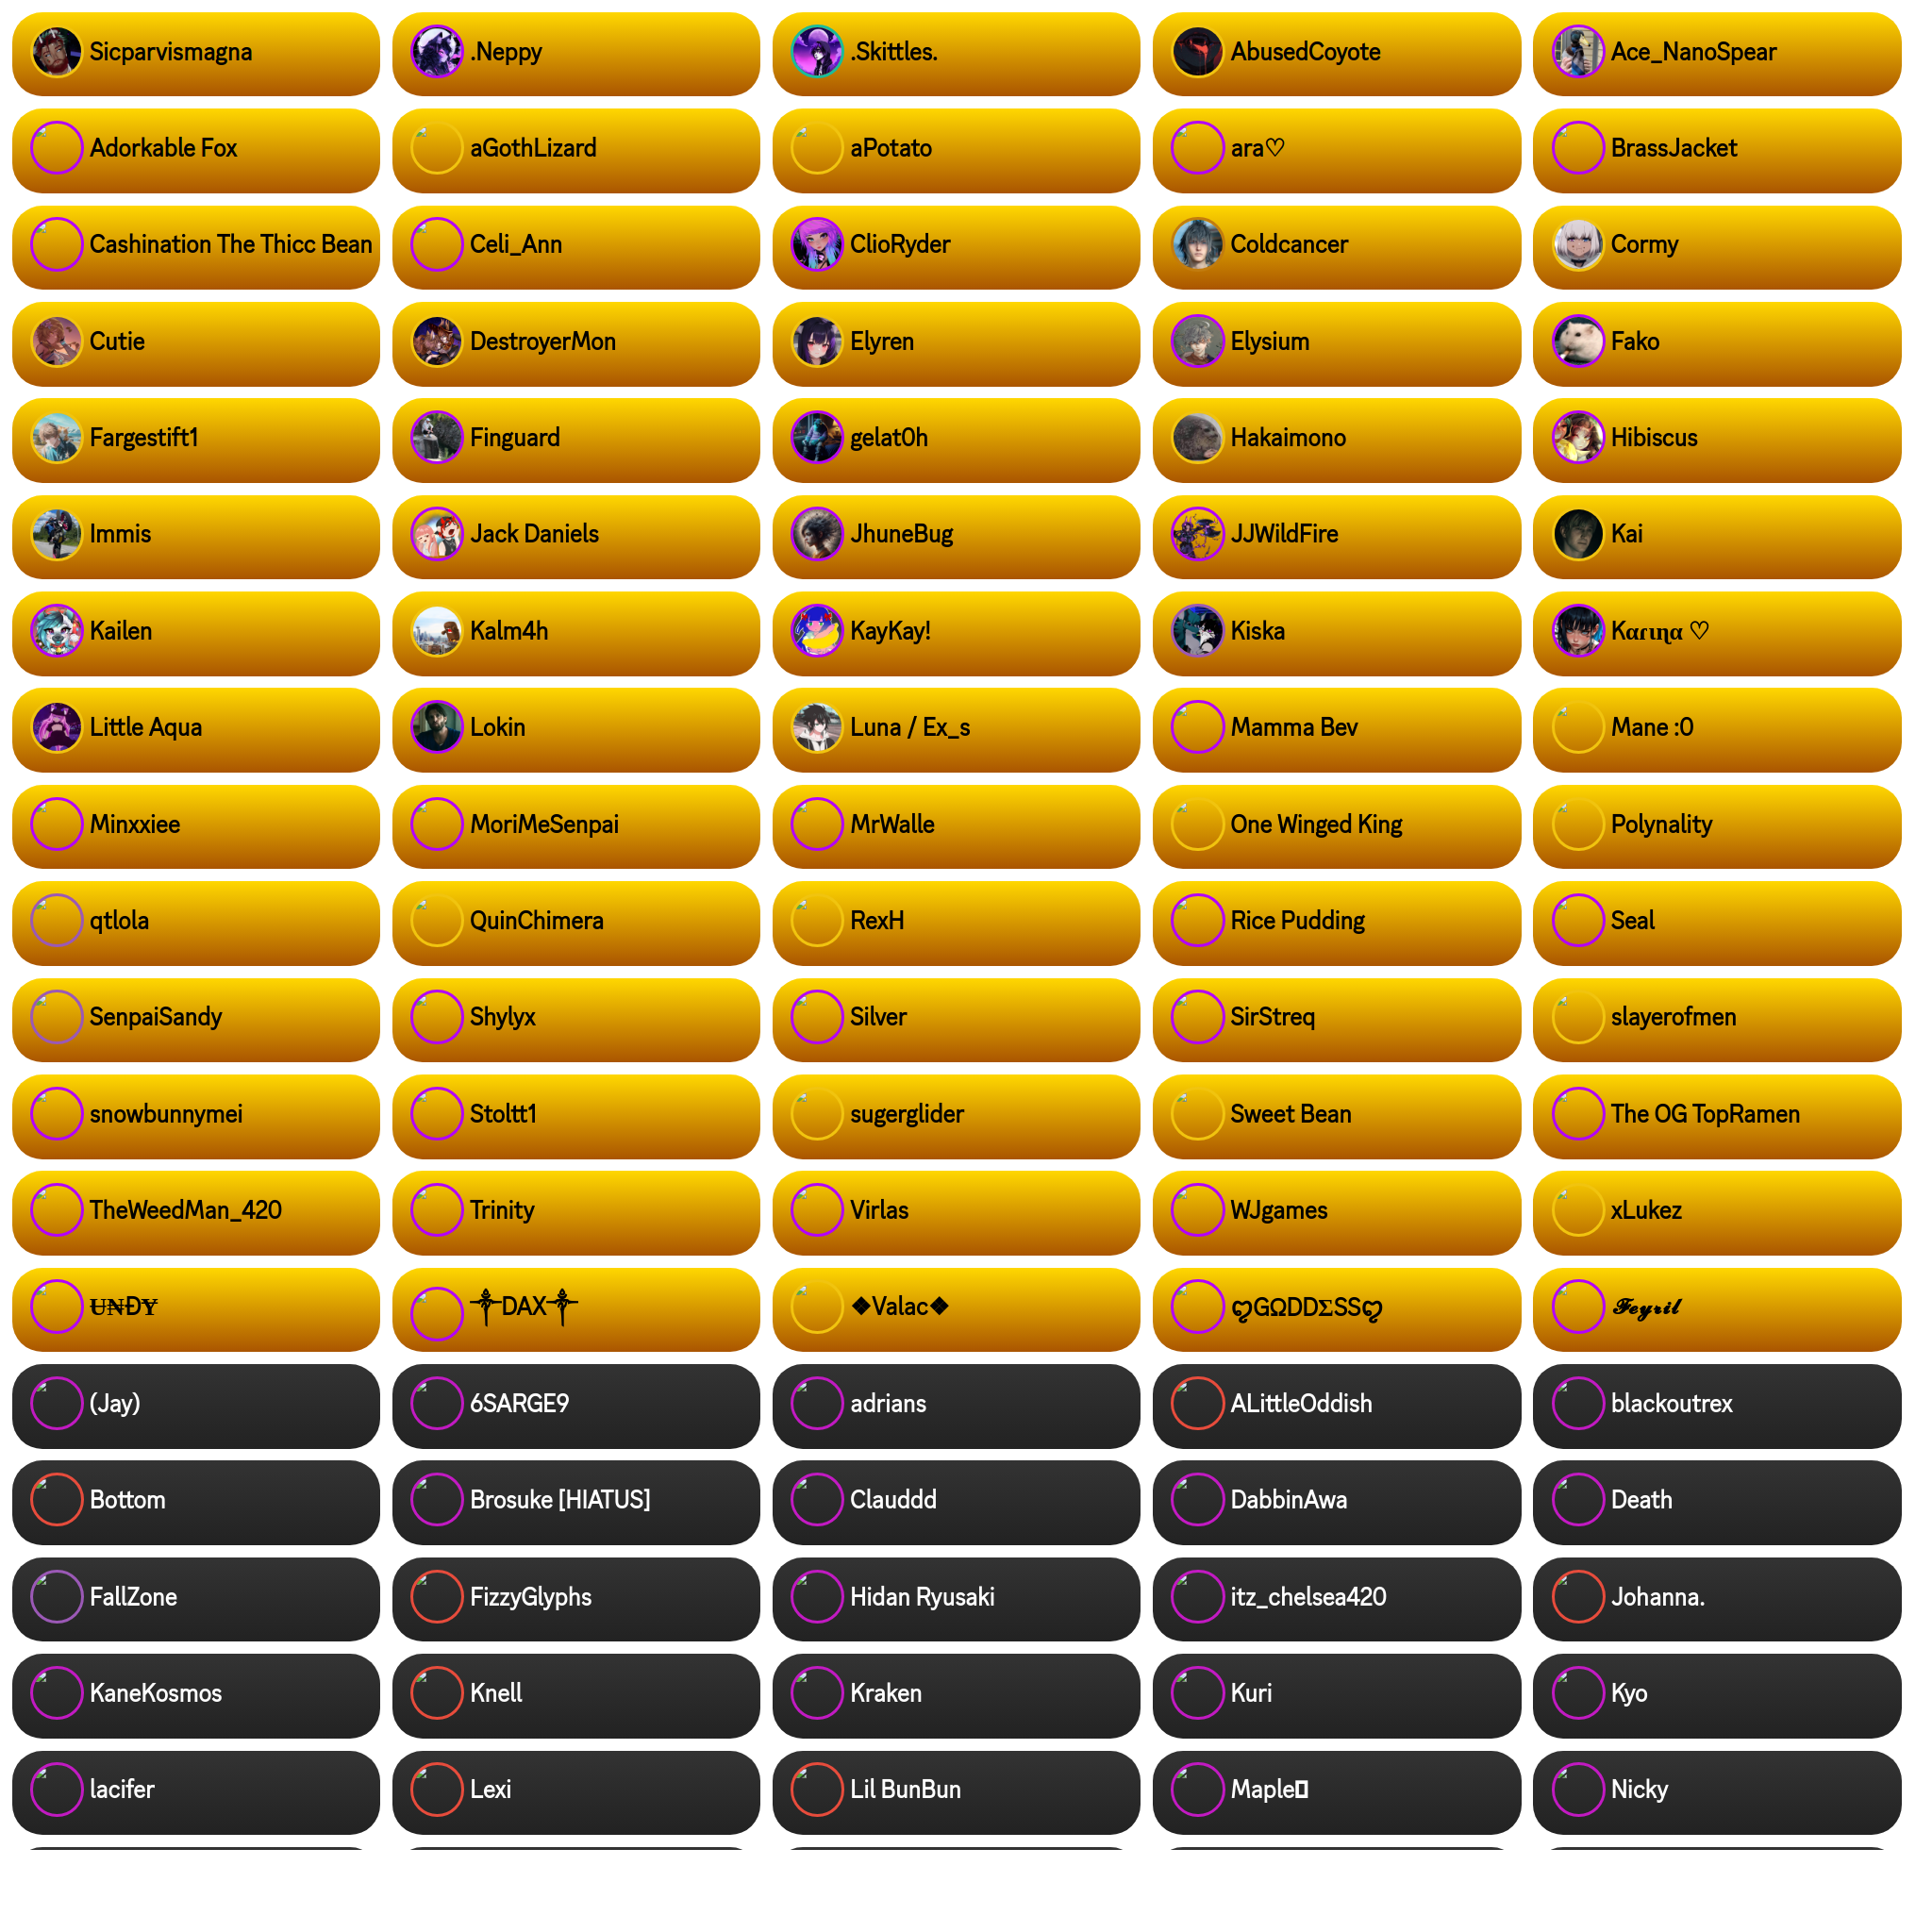 Sicparvismagna
.Neppy
.Skittles.
AbusedCoyote
Ace_NanoSpear
Adorkable Fox
aGothLizard
aPotato
ara♡
BrassJacket
Cashination The Thicc Bean
Celi_Ann
ClioRyder
Coldcancer
Cormy
Cutie
DestroyerMon
Elyren
Elysium
Fako
Fargestift1
Finguard
gelat0h
Hakaimono
Hibiscus
Immis
Jack Daniels
JhuneBug
JJWildFire
Kai
Kailen
Kalm4h
KayKay!
Kiska
Kαɾιɳα ♡
Little Aqua
Lokin
Luna / Ex_s
Mamma Bev
Mane :0
Minxxiee
MoriMeSenpai
MrWalle
One Winged King
Polynality
qtlola
QuinChimera
RexH
Rice Pudding
Seal
SenpaiSandy
Shylyx
Silver
SirStreq
slayerofmen
snowbunnymei
Stoltt1
sugerglider
Sweet Bean
The OG TopRamen
TheWeedMan_420
Trinity
Virlas
WJgames
xLukez
U̶₦ĐɎ
༒DAX༒
❖Valac❖
ღGΩDDΣSSღ
𝓕𝓮𝔂𝓻𝓲𝓵
(Jay)
6SARGE9
adrians
ALittleOddish
blackoutrex
Bottom
Brosuke [HIATUS]
Clauddd
DabbinAwa
Death
FallZone
FizzyGlyphs
Hidan Ryusaki
itz_chelsea420
Johanna.
KaneKosmos
Knell
Kraken
Kuri
Kyo
lacifer
Lexi
Lil BunBun
Maple
Nicky